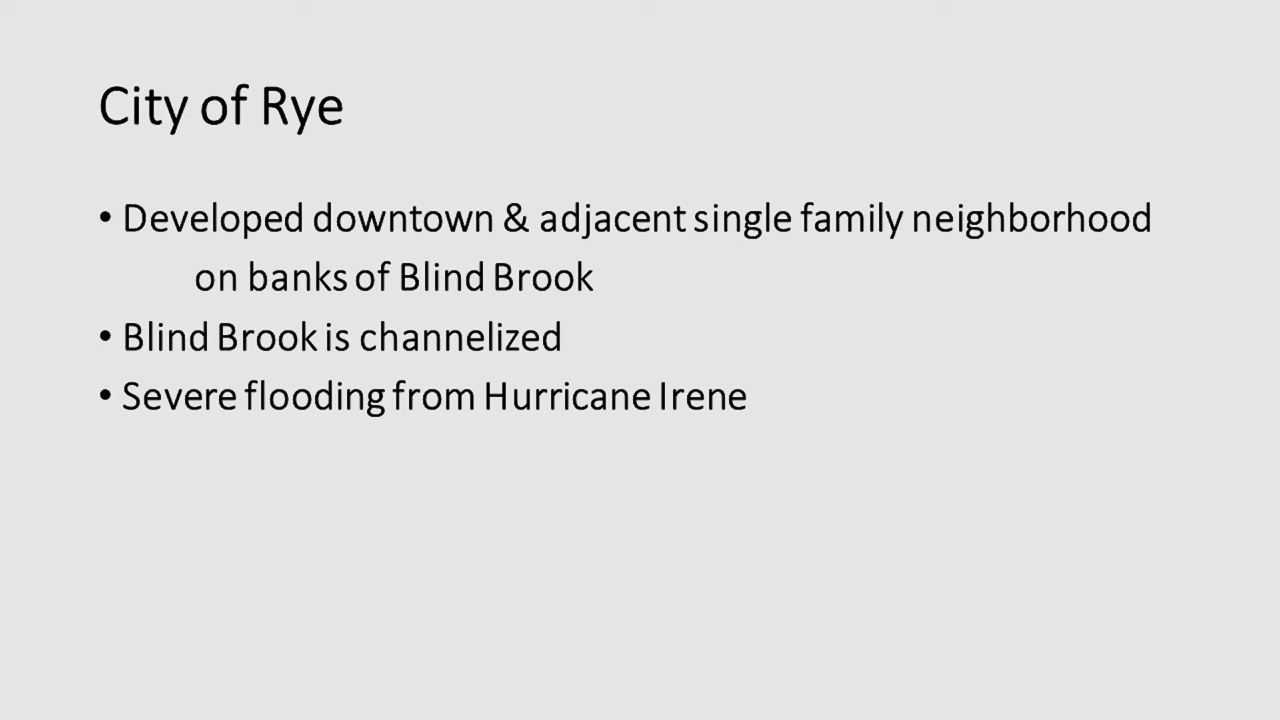 City of Rye
• Developed downtown & adjacent single family neighborhood
on banks of Blind Brook
• Blind Brook is channelized
• Severe flooding from Hurricane Irene